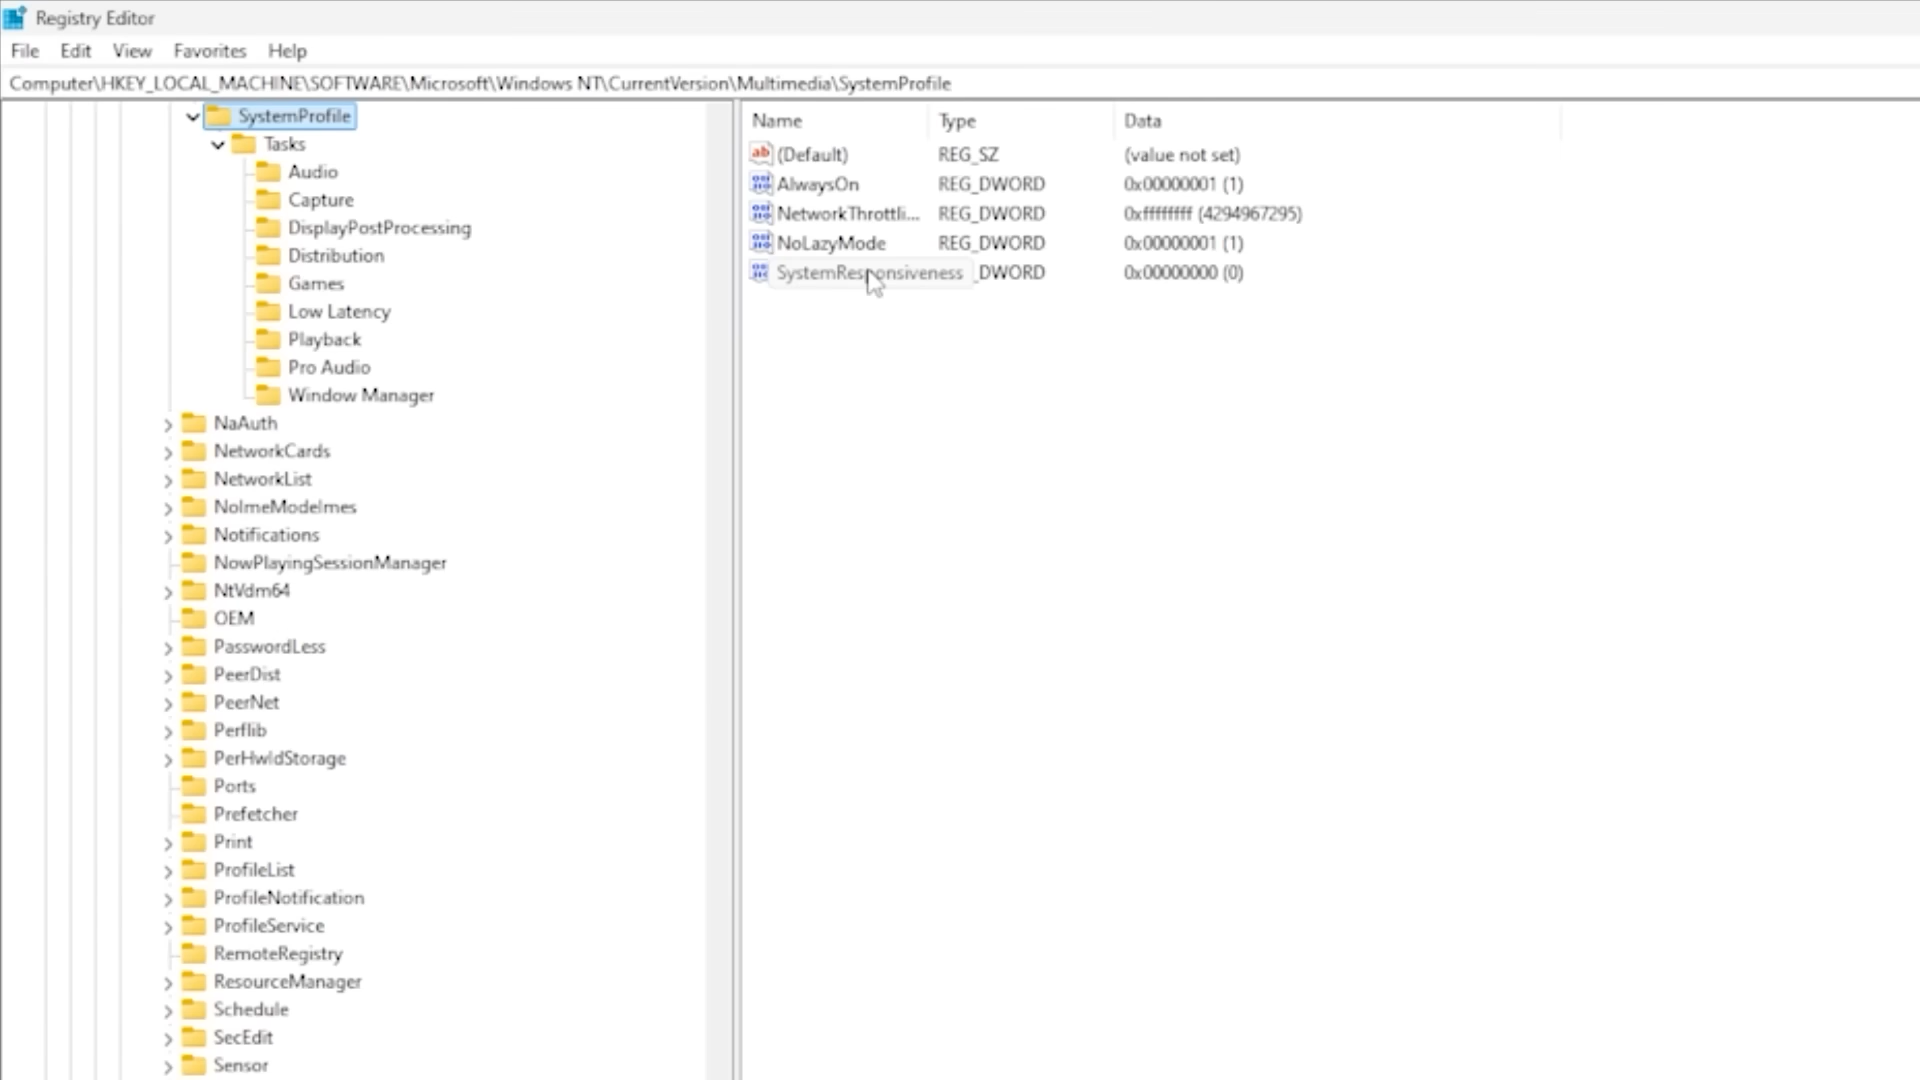 Registry Editor
File Edit View Favorites Help
Computer\HKEY_LOCAL_MACHINE\SOFTWARE\Microsoft\Windows NT\CurrentVersion\Multimedia\SystemProfile
SystemProfile
Tasks
Audio
Capture
DisplayPostProcessing
Distribution
Games
Low Latency
Playback
Pro Audio
Window Manager
NaAuth
NetworkCards
NetworkList
NoImeModeImes
Notifications
NowPlayingSessionManager
NtVdm64
OEM
PasswordLess
PeerDist
PeerNet
Perflib
PerHwIdStorage
Ports
Prefetcher
Print
ProfileList
ProfileNotification
ProfileService
RemoteRegistry
ResourceManager
Schedule
SecEdit
Sensor
Name Type Data
(Default) REG_SZ (value not set)
AlwaysOn REG_DWORD 0x00000001 (1)
NetworkThrottli... REG_DWORD 0xffffffff (4294967295)
NoLazyMode REG_DWORD 0x00000001 (1)
SystemResponsiveness _DWORD 0x00000000 (0)